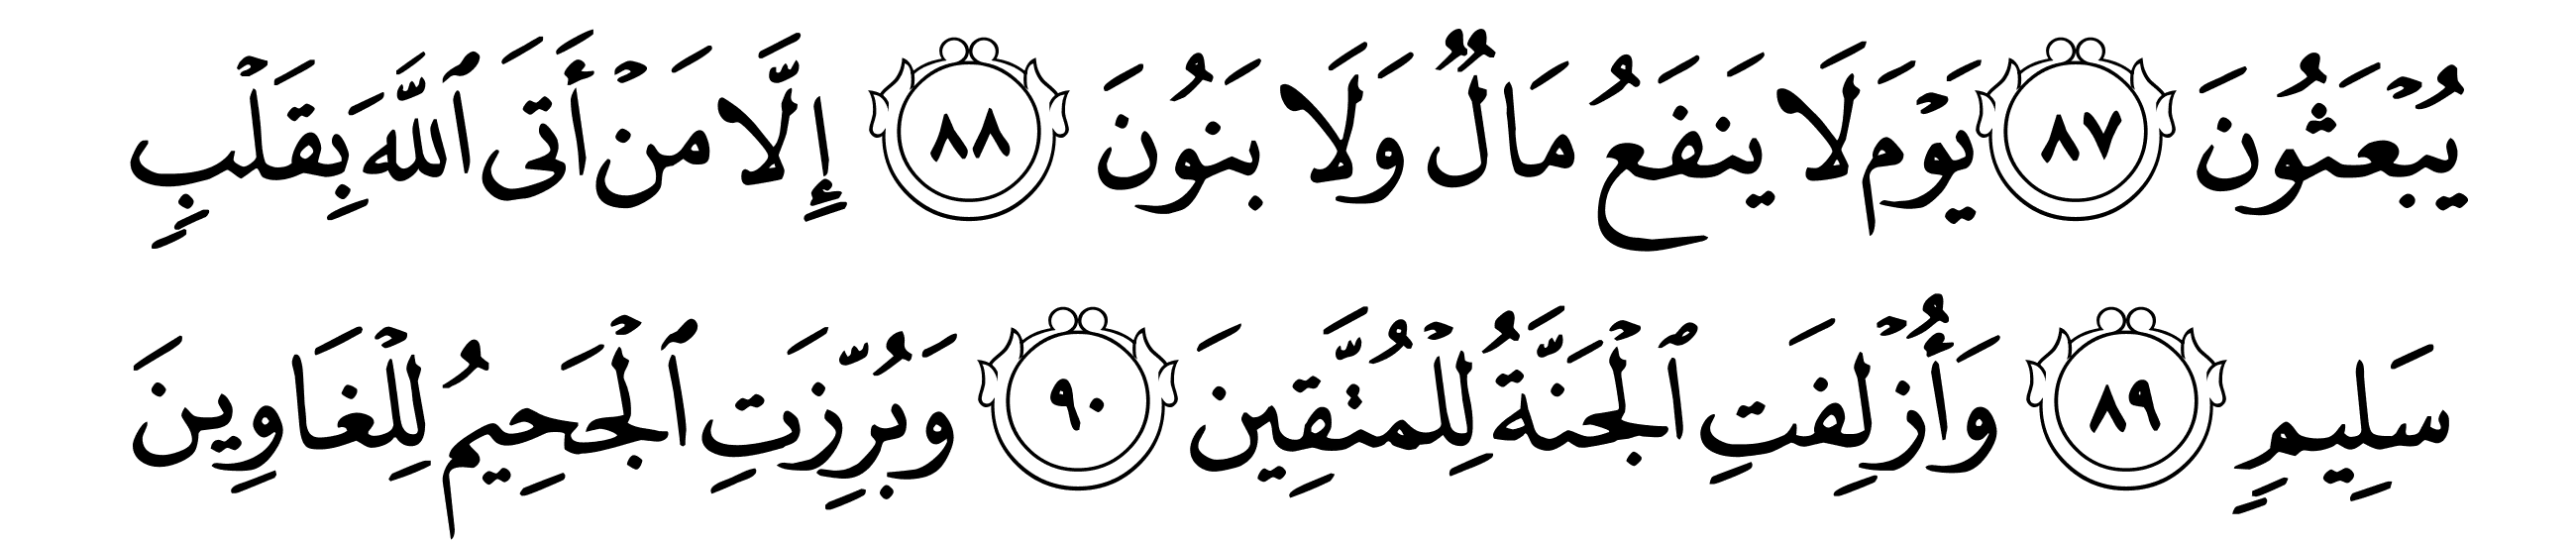 يُبْعَثُونَ ٨٧ يَوْمَ لَا يَنفَعُ مَالٌ وَلَا بَنُونَ ٨٨ إِلَّا مَنْ أَتَى ٱللَّهَ بِقَلْبٍ
سَلِيمٍ ٨٩ وَأُزْلِفَتِ ٱلْجَنَّةُ لِلْمُتَّقِينَ ٩٠ وَبُرِّزَتِ ٱلْجَحِيمُ لِلْغَاوِينَ